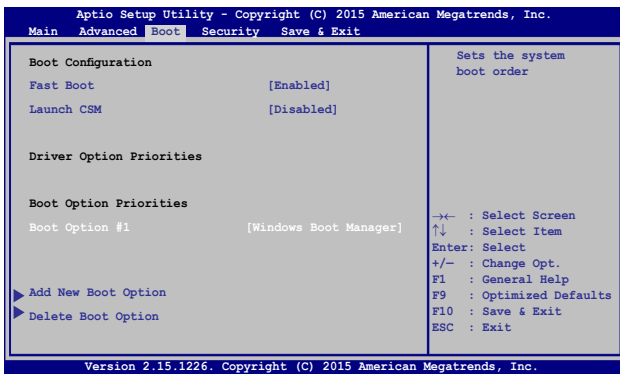 Aptio Setup Utility - Copyright (C) 2015 American Megatrends, Inc.
Main Advanced Boot Security Save & Exit
Boot Configuration
Fast Boot [Enabled]
Launch CSM [Disabled]
Driver Option Priorities
Boot Option Priorities
Boot Option #1 [Windows Boot Manager]
Add New Boot Option
Delete Boot Option
Sets the system
boot order
→← : Select Screen
↑↓ : Select Item
Enter: Select
+/— : Change Opt.
F1 : General Help
F9 : Optimized Defaults
F10 : Save & Exit
ESC : Exit
Version 2.15.1226. Copyright (C) 2015 American Megatrends, Inc.